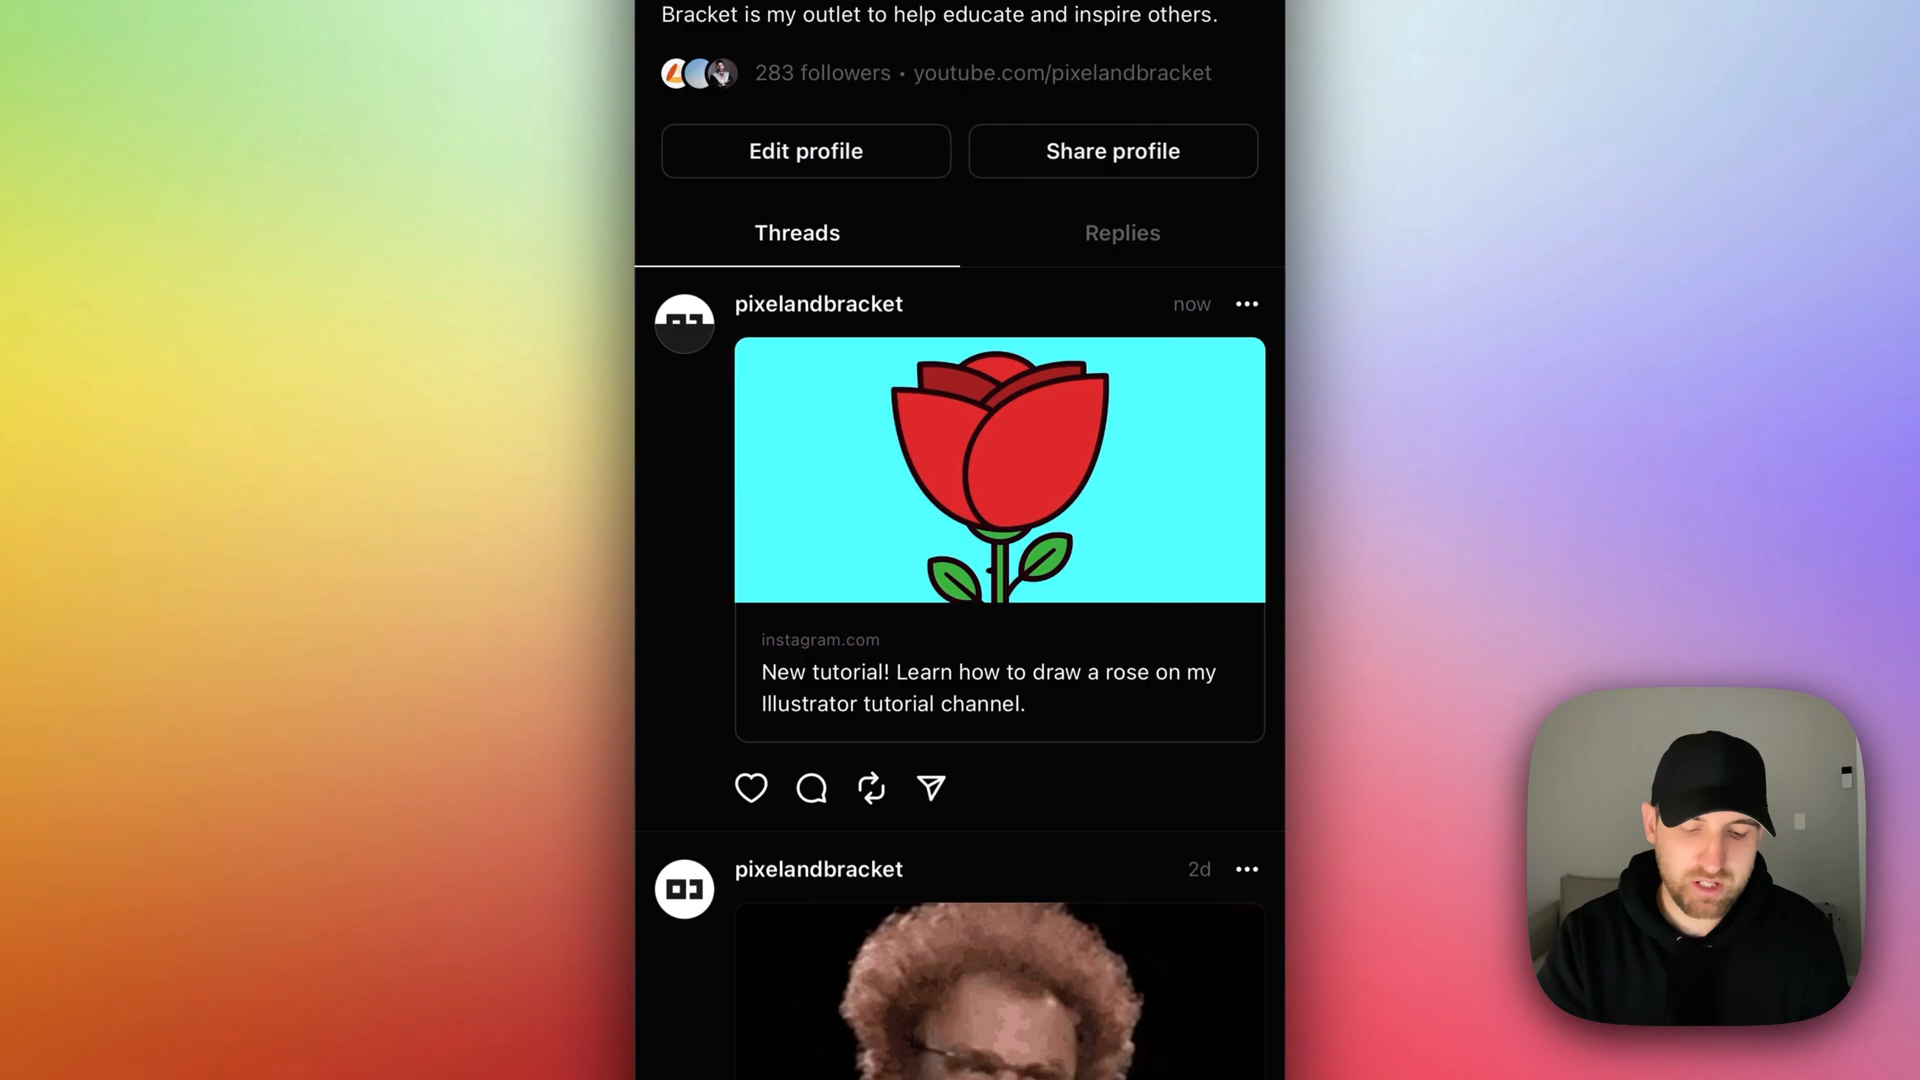 Bracket is my outlet to help educate and inspire others.
283 followers • youtube.com/pixelandbracket
Edit profile
Share profile
Threads
Replies
pixelandbracket
now
instagram.com
New tutorial! Learn how to draw a rose on my
Illustrator tutorial channel.
pixelandbracket
2d